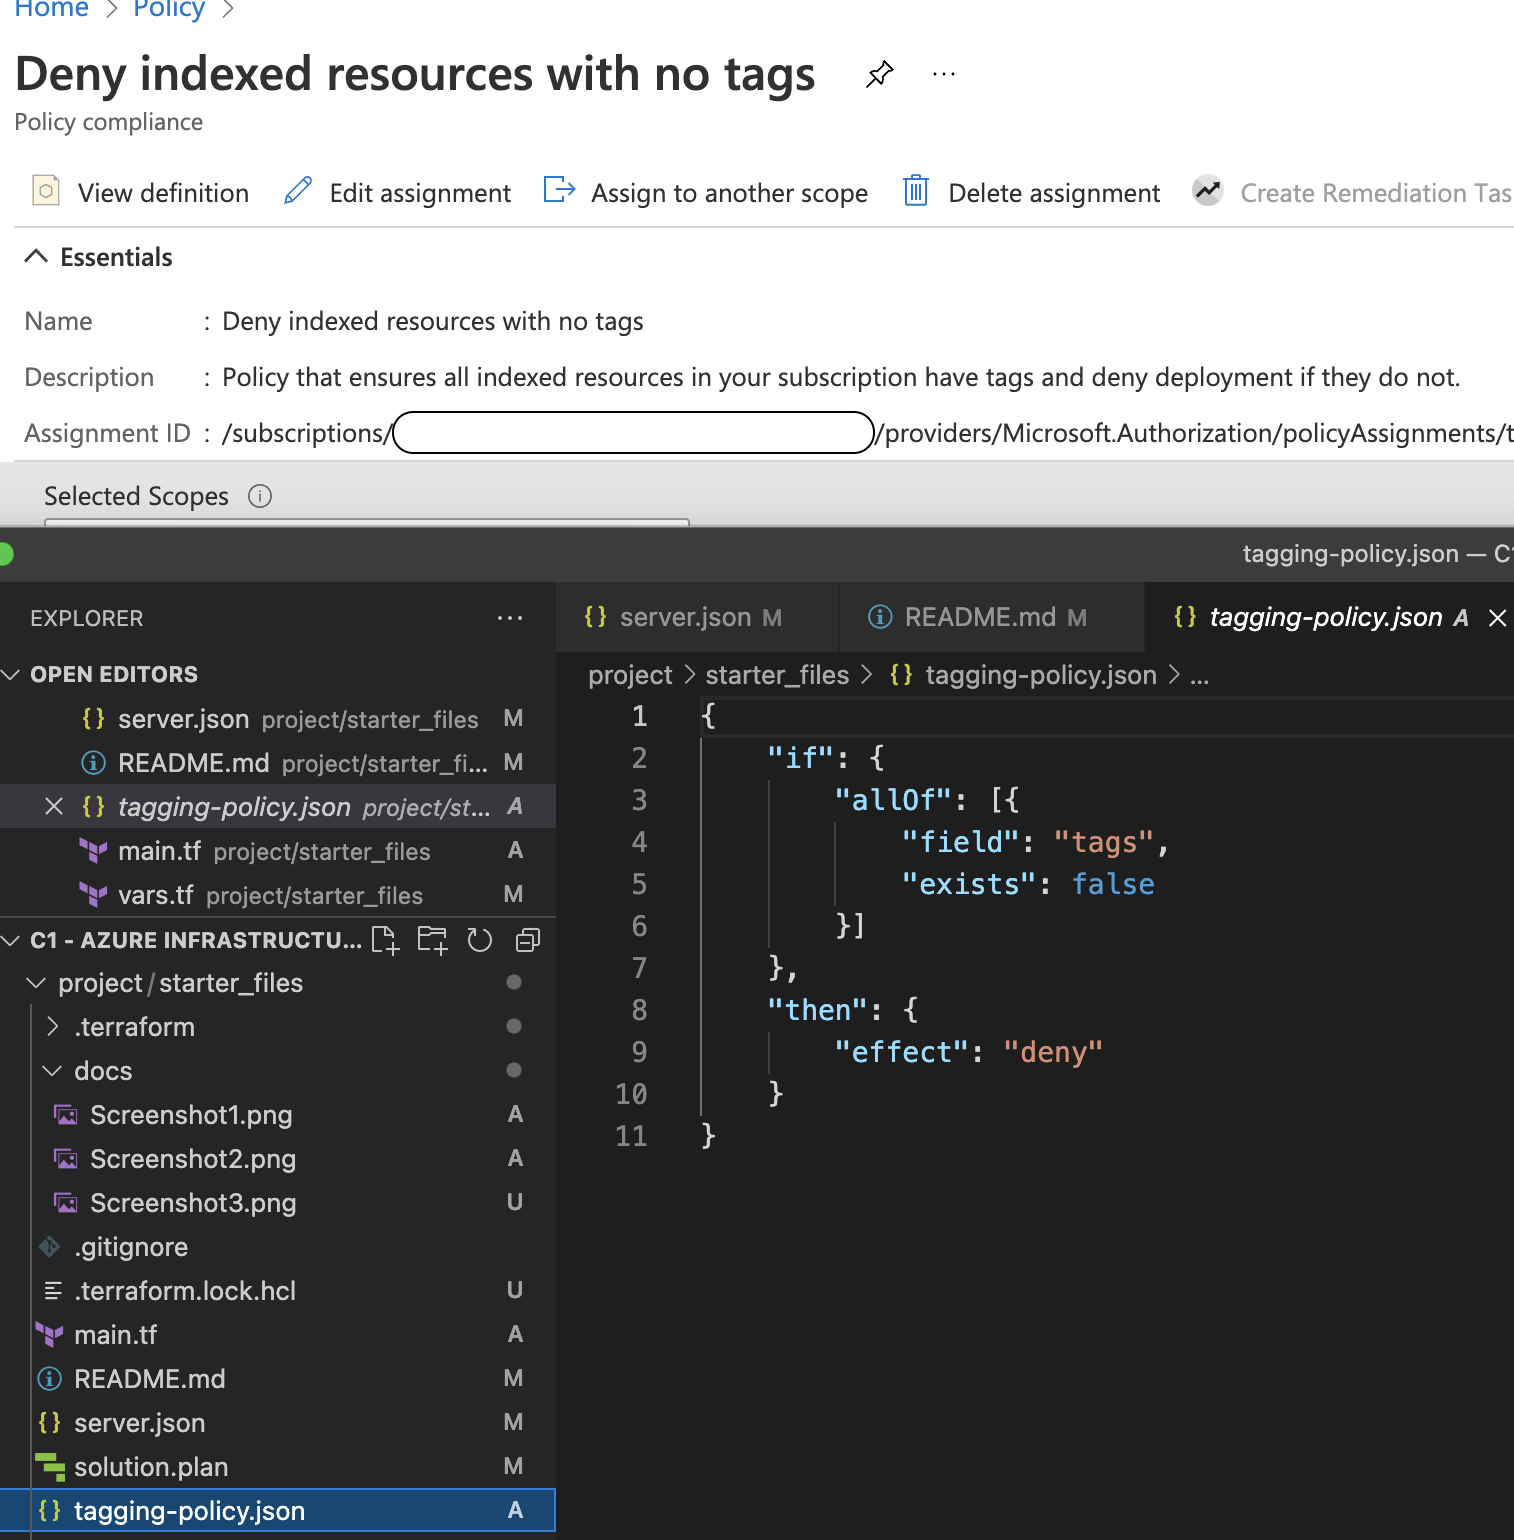 Home > Policy >
Deny indexed resources with no tags ...
Policy compliance
View definition Edit assignment Assign to another scope Delete assignment Create Remediation Tas
Essentials
Name : Deny indexed resources with no tags
Description : Policy that ensures all indexed resources in your subscription have tags and deny deployment if they do not.
Assignment ID : /subscriptions/ /providers/Microsoft.Authorization/policyAssignments/t
Selected Scopes
tagging-policy.json — C1
EXPLORER ...
OPEN EDITORS
{} server.json project/starter_files M
README.md project/starter_fi... M
{} tagging-policy.json project/st... A
main.tf project/starter_files A
vars.tf project/starter_files M
C1 - AZURE INFRASTRUCTU...
project/starter_files
.terraform
docs
Screenshot1.png A
Screenshot2.png A
Screenshot3.png U
.gitignore
.terraform.lock.hcl U
main.tf A
README.md M
{} server.json M
solution.plan M
{} tagging-policy.json A
{} server.json M README.md M {} tagging-policy.json A
project > starter_files > {} tagging-policy.json > ...
1 {
2 "if": {
3 "allOf": [{
4 "field": "tags",
5 "exists": false
6 }]
7 },
8 "then": {
9 "effect": "deny"
10 }
11 }